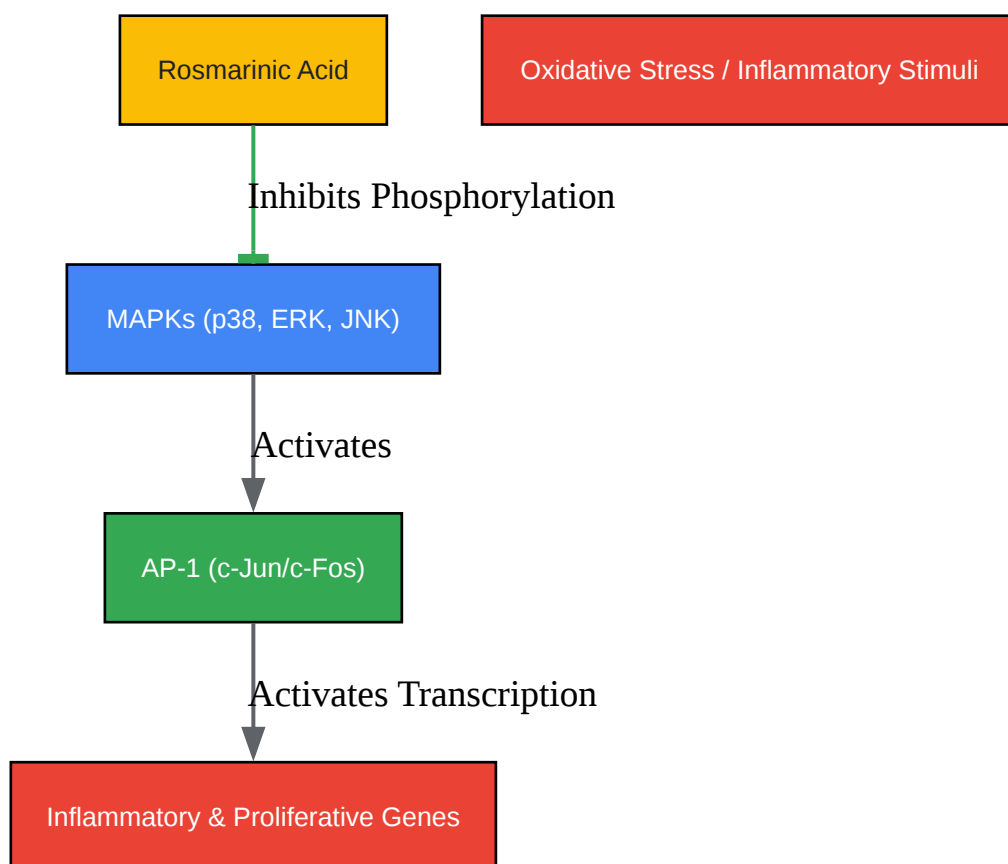 Rosmarinic Acid
Oxidative Stress / Inflammatory Stimuli
Inhibits Phosphorylation
MAPKs (p38, ERK, JNK)
Activates
AP-1 (c-Jun/c-Fos)
Activates Transcription
Inflammatory & Proliferative Genes